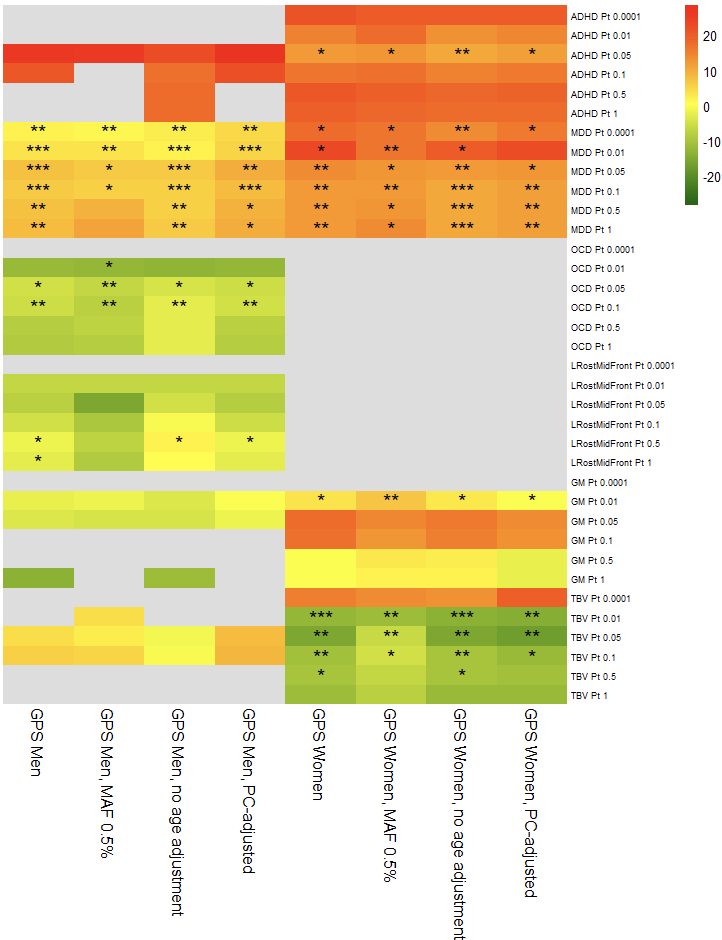 ADHD Pt 0.0001
ADHD Pt 0.01
* * ** * ADHD Pt 0.05
ADHD Pt 0.1
ADHD Pt 0.5
ADHD Pt 1
** ** ** ** * * ** * MDD Pt 0.0001
*** ** *** *** * ** * MDD Pt 0.01
*** * *** ** ** * ** * MDD Pt 0.05
*** * *** *** ** ** *** ** MDD Pt 0.1
** ** * ** * *** ** MDD Pt 0.5
** ** * ** * *** ** MDD Pt 1
OCD Pt 0.0001
* OCD Pt 0.01
* ** * * OCD Pt 0.05
** ** ** ** OCD Pt 0.1
OCD Pt 0.5
OCD Pt 1
LRostMidFront Pt 0.0001
LRostMidFront Pt 0.01
LRostMidFront Pt 0.05
LRostMidFront Pt 0.1
* * * LRostMidFront Pt 0.5
* LRostMidFront Pt 1
GM Pt 0.0001
* ** * * GM Pt 0.01
GM Pt 0.05
GM Pt 0.1
GM Pt 0.5
GM Pt 1
TBV Pt 0.0001
*** ** *** ** TBV Pt 0.01
** ** ** ** TBV Pt 0.05
** * ** * TBV Pt 0.1
* * TBV Pt 0.5
TBV Pt 1
20
10
0
-10
-20
GPS Men
GPS Men, MAF 0.5%
GPS Men, no age adjustment
GPS Men, PC-adjusted
GPS Women
GPS Women, MAF 0.5%
GPS Women, no age adjustment
GPS Women, PC-adjusted